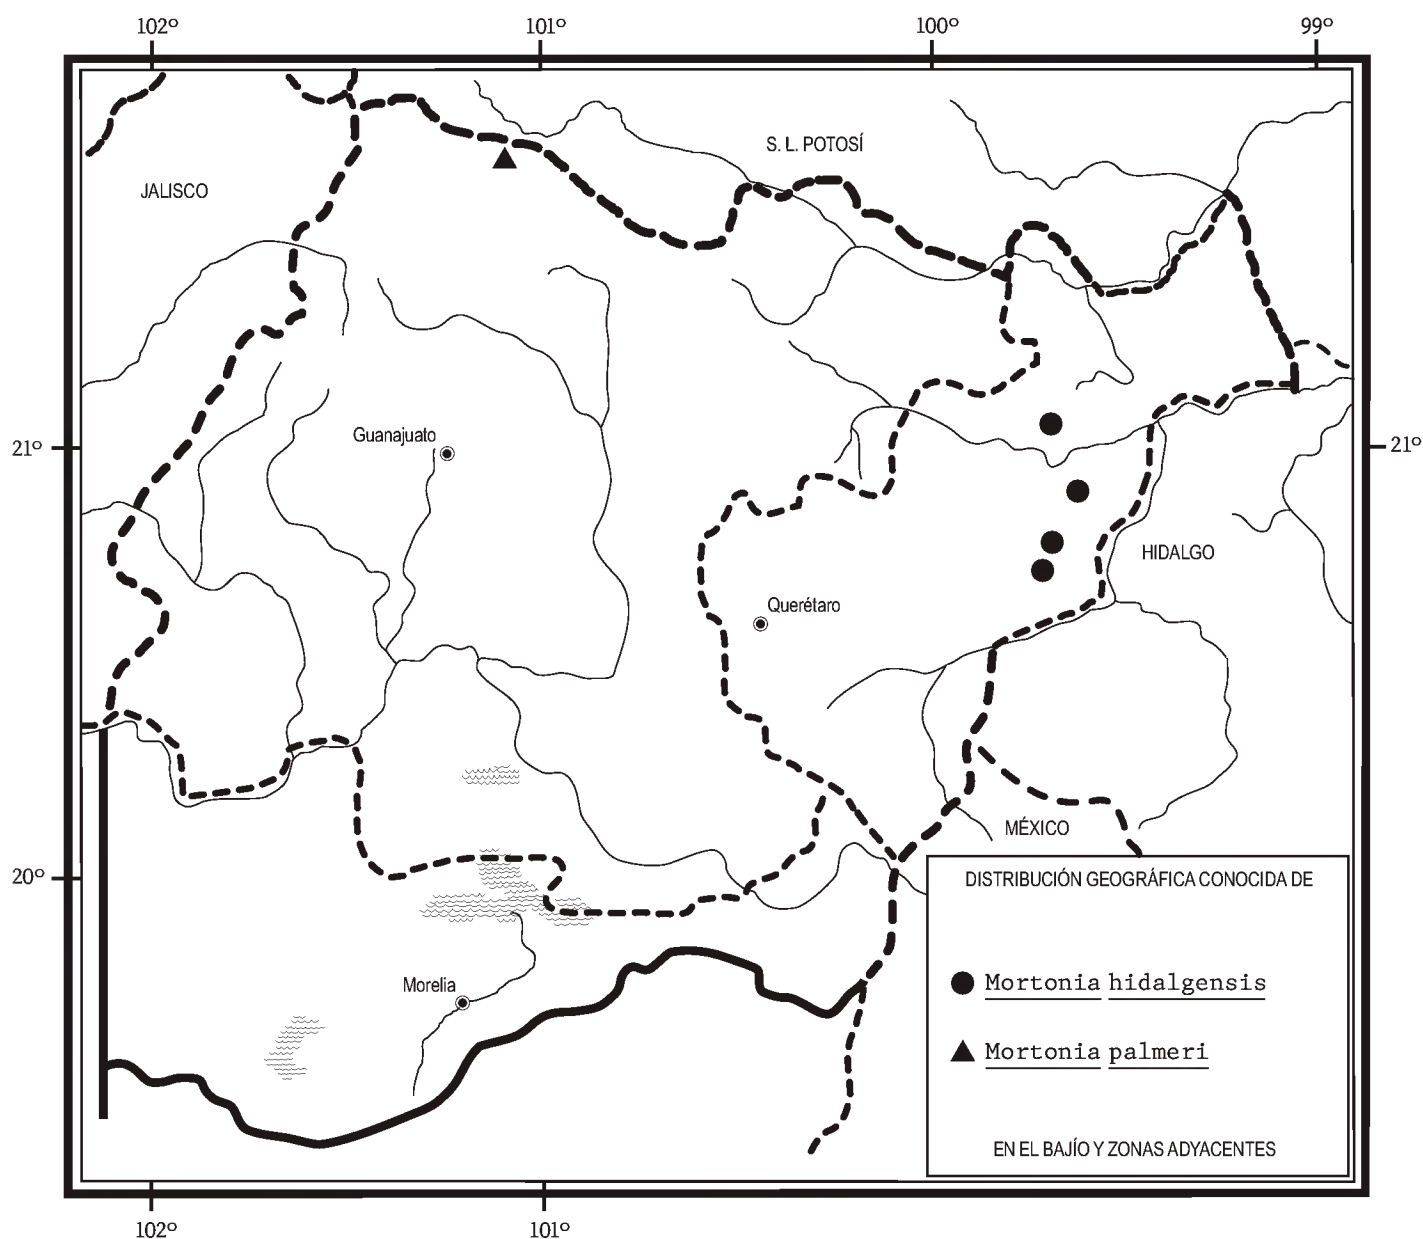 102º 101º 100º 99º
S. L. POTOSÍ
JALISCO
Guanajuato
21º
21º
HIDALGO
Querétaro
MÉXICO
20º
DISTRIBUCIÓN GEOGRÁFICA CONOCIDA DE
Mortonia hidalgensis
Morelia
Mortonia palmeri
EN EL BAJÍO Y ZONAS ADYACENTES
102º 101º